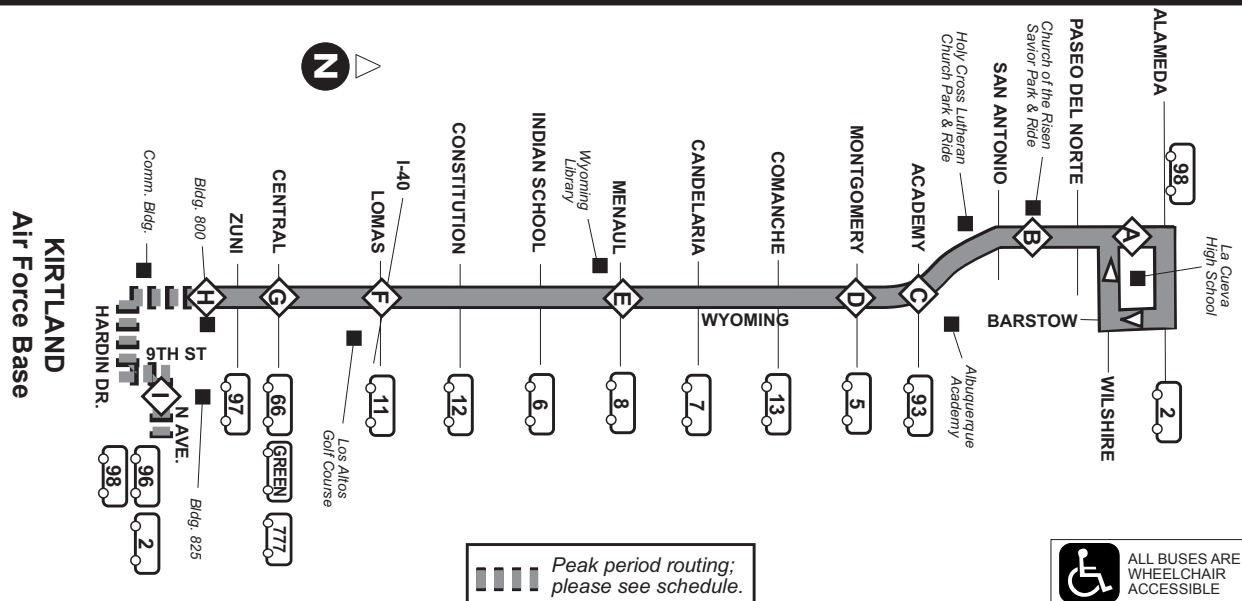 ALAMEDA
98
2
La Cueva
High School
A
WILSHIRE
BARSTOW
PASEO DEL NORTE
Church of the Risen
Savior Park & Ride
B
SAN ANTONIO
Holy Cross Lutheran
Church Park & Ride
ACADEMY
C
93
Albuquerque
Academy
MONTGOMERY
D
5
WYOMING
COMANCHE
13
CANDELARIA
7
MENAUL
E
8
Wyoming
Library
INDIAN SCHOOL
6
CONSTITUTION
12
I-40
LOMAS
F
11
Los Altos
Golf Course
CENTRAL
G
66
GREEN
777
ZUNI
97
Bldg. 800
H
Comm. Bldg.
HARDIN DR.
9TH ST
I
N AVE.
Bldg. 825
96
98
2
KIRTLAND
Air Force Base
N
Peak period routing;
please see schedule.
ALL BUSES ARE
WHEELCHAIR
ACCESSIBLE